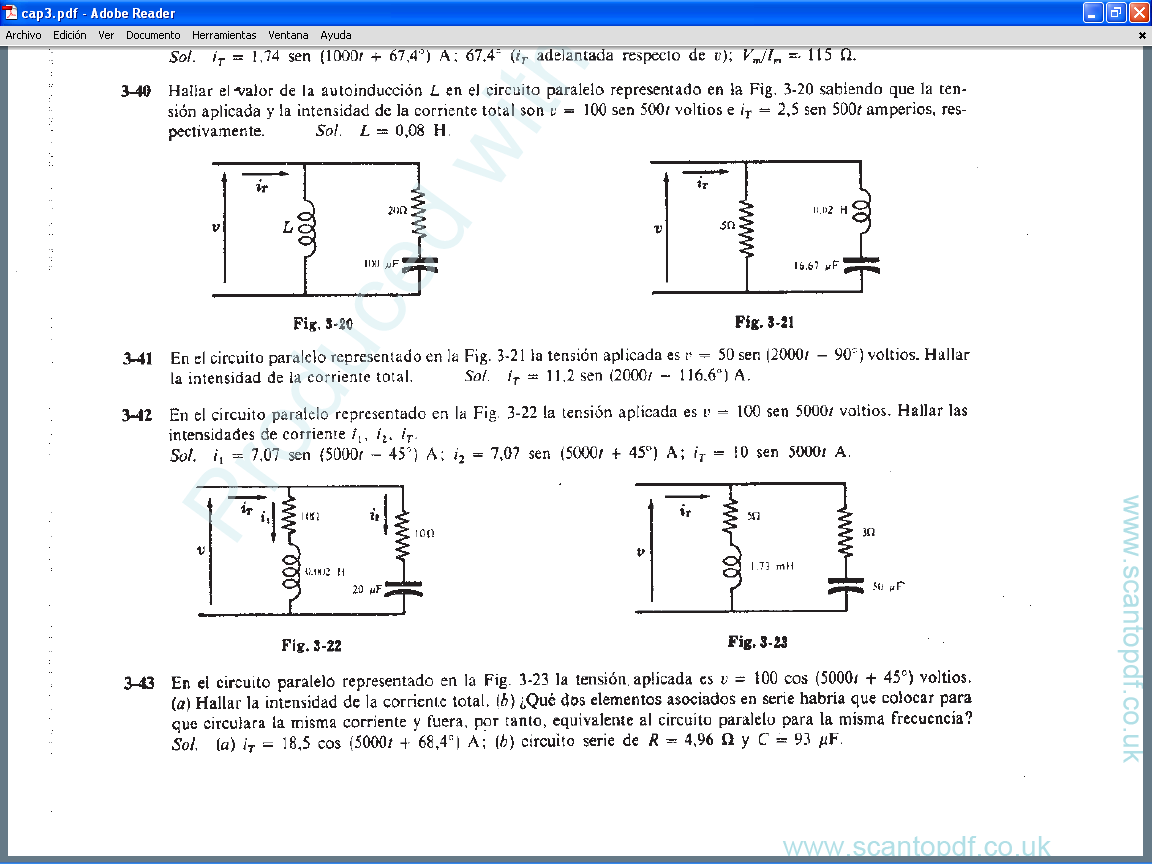 cap3.pdf - Adobe Reader
Archivo Edición Ver Documento Herramientas Ventana Ayuda
Sol. i_T = 1,74 sen (1000t + 67,4°) A; 67,4° (i_T adelantada respecto de v); V_m/I_m = 115 Ω.
3-40 Hallar el valor de la autoinducción L en el circuito paralelo representado en la Fig. 3-20 sabiendo que la ten-
sión aplicada y la intensidad de la corriente total son v = 100 sen 500t voltios e i_T = 2,5 sen 500t amperios, res-
pectivamente. Sol. L = 0,08 H.
i_T
v
L
20Ω
100 μF
Fig. 3-20
i_T
v
5Ω
0,02 H
16,67 μF
Fig. 3-21
3-41 En el circuito paralelo representado en la Fig. 3-21 la tensión aplicada es v = 50 sen (2000t − 90°) voltios. Hallar
la intensidad de la corriente total. Sol. i_T = 11,2 sen (2000t − 116,6°) A.
3-42 En el circuito paralelo representado en la Fig. 3-22 la tensión aplicada es v = 100 sen 5000t voltios. Hallar las
intensidades de corriente i_1, i_2, i_T.
Sol. i_1 = 7,07 sen (5000t − 45°) A; i_2 = 7,07 sen (5000t + 45°) A; i_T = 10 sen 5000t A.
i_T
i_1
10Ω
i_2
10Ω
v
0,002 H
20 μF
Fig. 3-22
i_T
5Ω
3Ω
v
1,73 mH
50 μF
Fig. 3-23
3-43 En el circuito paralelo representado en la Fig. 3-23 la tensión aplicada es v = 100 cos (5000t + 45°) voltios.
(a) Hallar la intensidad de la corriente total. (b) ¿Qué dos elementos asociados en serie habría que colocar para
que circulara la misma corriente y fuera, por tanto, equivalente al circuito paralelo para la misma frecuencia?
Sol. (a) i_T = 18,5 cos (5000t + 68,4°) A; (b) circuito serie de R = 4,96 Ω y C = 93 μF.
Produced with
www.scantopdf.co.uk
www.scantopdf.co.uk